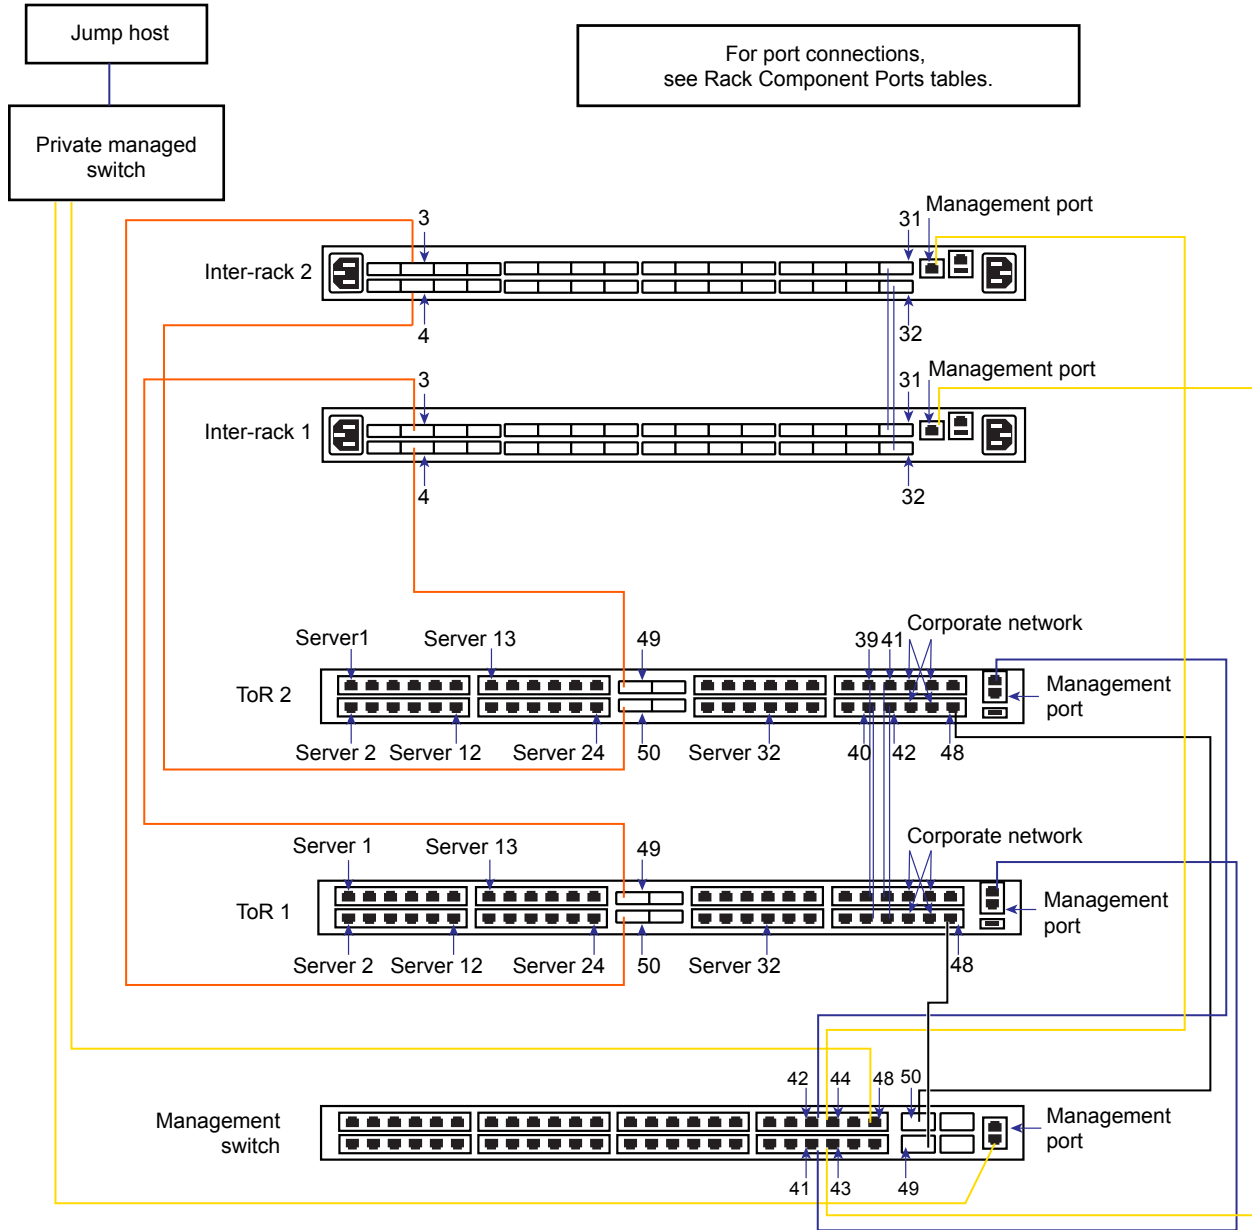 Jump host
For port connections,
see Rack Component Ports tables.
Private managed
switch
3
31
Management port
Inter-rack 2
4
32
3
31
Management port
Inter-rack 1
4
32
Server1
Server 13
49
39
41
Corporate network
ToR 2
Management
port
Server 2
Server 12
Server 24
50
Server 32
40
42
48
Server 1
Server 13
49
Corporate network
ToR 1
Management
port
Server 2
Server 12
Server 24
50
Server 32
48
42
44
48
50
Management
switch
Management
port
41
43
49